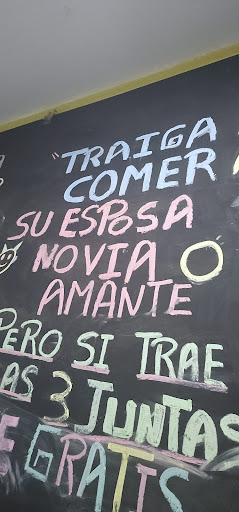 "TRAIGA
COMER
SU ESPOSA
NOVIA O
AMANTE
PERO SI TRAE
AS 3 JUNTAS
E GRATIS